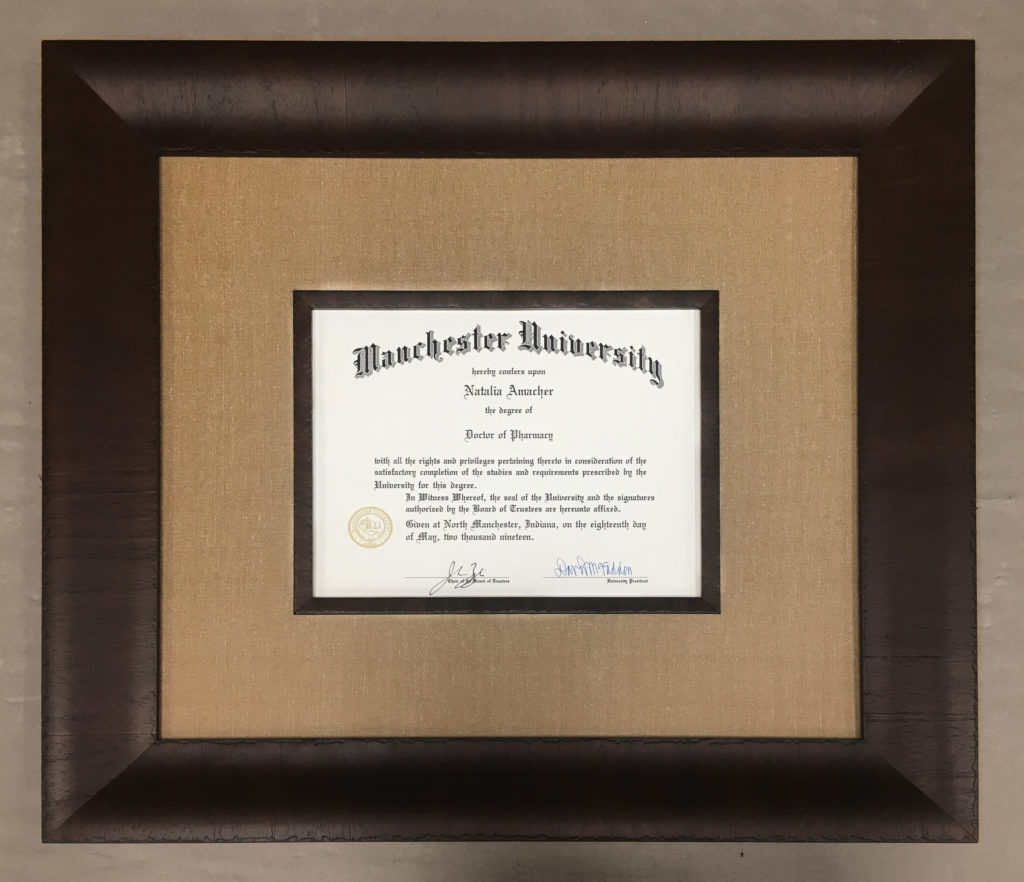 Manchester University
hereby confers upon
Natalia Amacher
the degree of
Doctor of Pharmacy
with all the rights and privileges pertaining thereto in consideration of the
satisfactory completion of the studies and requirements prescribed by the
University for this degree.
In Witness Whereof, the seal of the University and the signatures
authorized by the Board of Trustees are hereunto affixed.
Given at North Manchester, Indiana, on the eighteenth day
of May, two thousand nineteen.
Dave McFadden
Chair of the Board of Trustees
University President